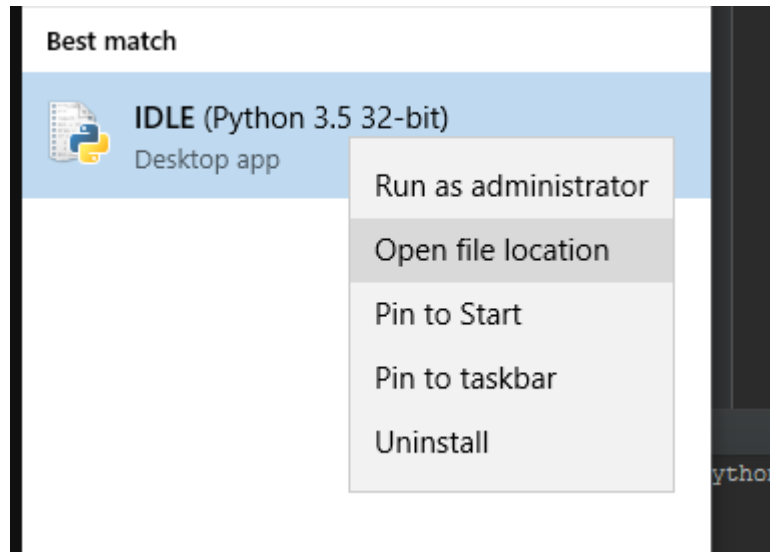 Best match
IDLE (Python 3.5 32-bit)
Desktop app
Run as administrator
Open file location
Pin to Start
Pin to taskbar
Uninstall
ytho